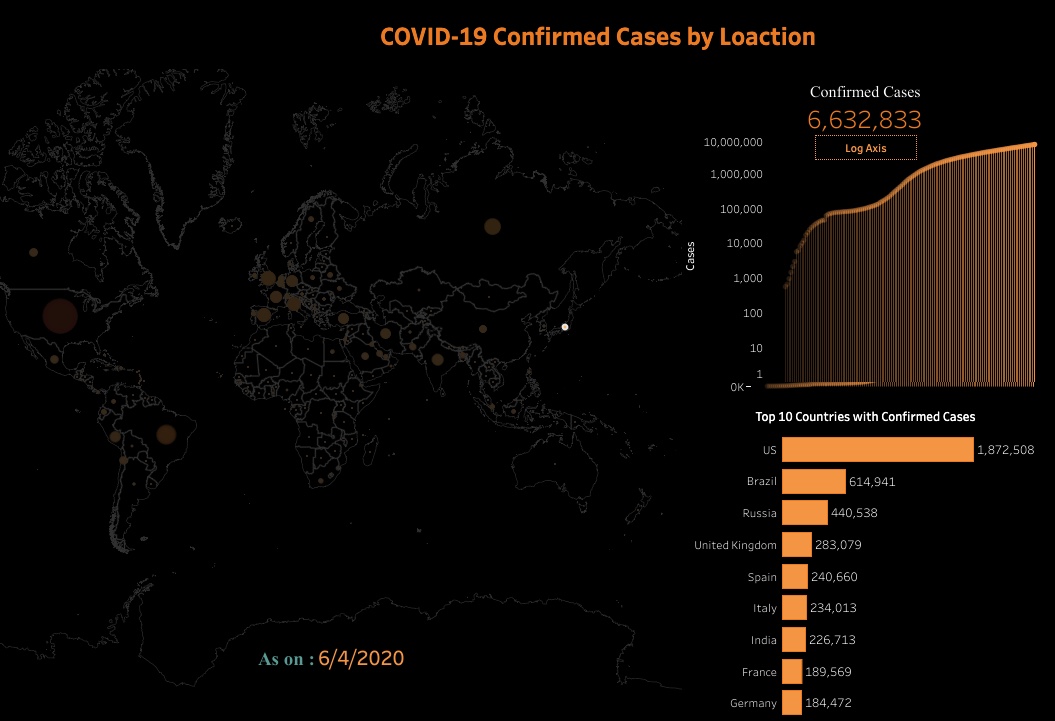 COVID-19 Confirmed Cases by Loaction
Confirmed Cases
6,632,833
Log Axis
10,000,000
1,000,000
100,000
10,000
1,000
100
10
1
0K
Cases
Top 10 Countries with Confirmed Cases
US 1,872,508
Brazil 614,941
Russia 440,538
United Kingdom 283,079
Spain 240,660
Italy 234,013
India 226,713
France 189,569
Germany 184,472
As on : 6/4/2020